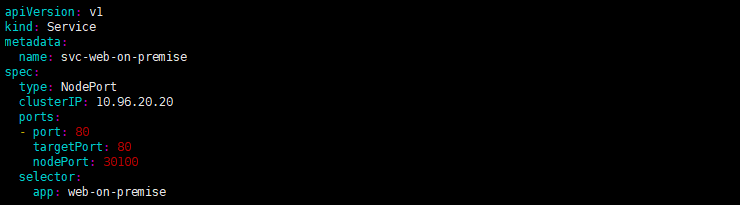 apiVersion: v1
kind: Service
metadata:
  name: svc-web-on-premise
spec:
  type: NodePort
  clusterIP: 10.96.20.20
  ports:
  - port: 80
    targetPort: 80
    nodePort: 30100
  selector:
    app: web-on-premise